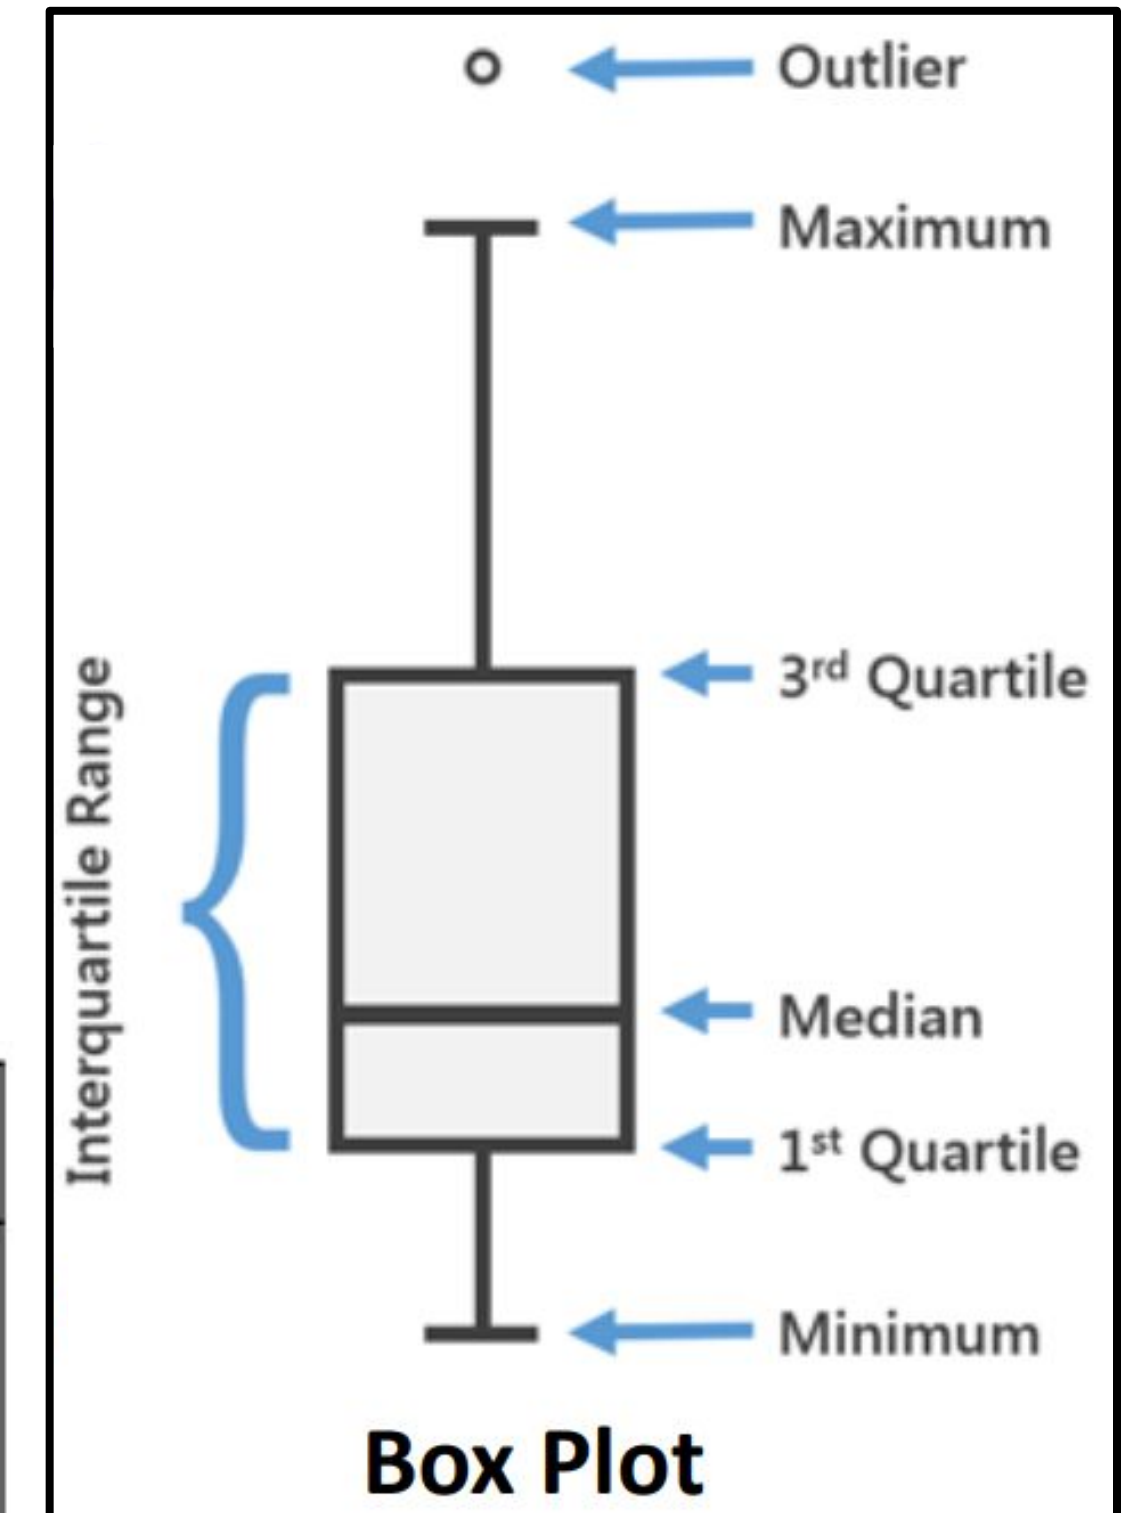 Outlier
Maximum
3rd Quartile
Interquartile Range
Median
1st Quartile
Minimum
Box Plot